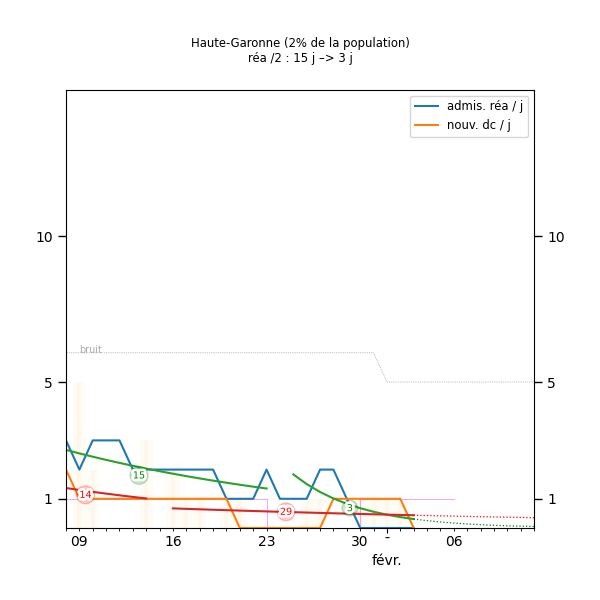 Haute-Garonne (2% de la population)
réa /2 : 15 j –> 3 j
admis. réa / j
nouv. dc / j
10
10
bruit
5
5
15
14
3
29
1
1
09
16
23
30
-
06
févr.